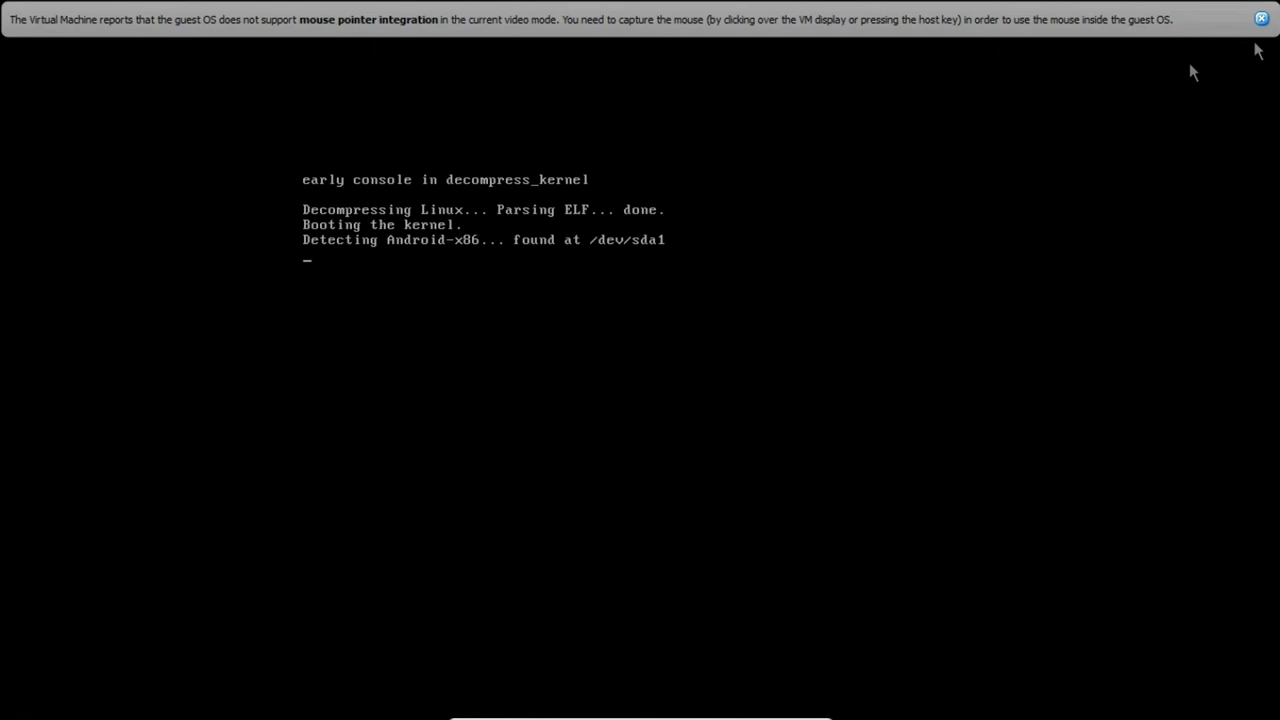 The Virtual Machine reports that the guest OS does not support mouse pointer integration in the current video mode. You need to capture the mouse (by clicking over the VM display or pressing the host key) in order to use the mouse inside the guest OS.
early console in decompress_kernel
Decompressing Linux... Parsing ELF... done.
Booting the kernel.
Detecting Android-x86... found at /dev/sda1
_